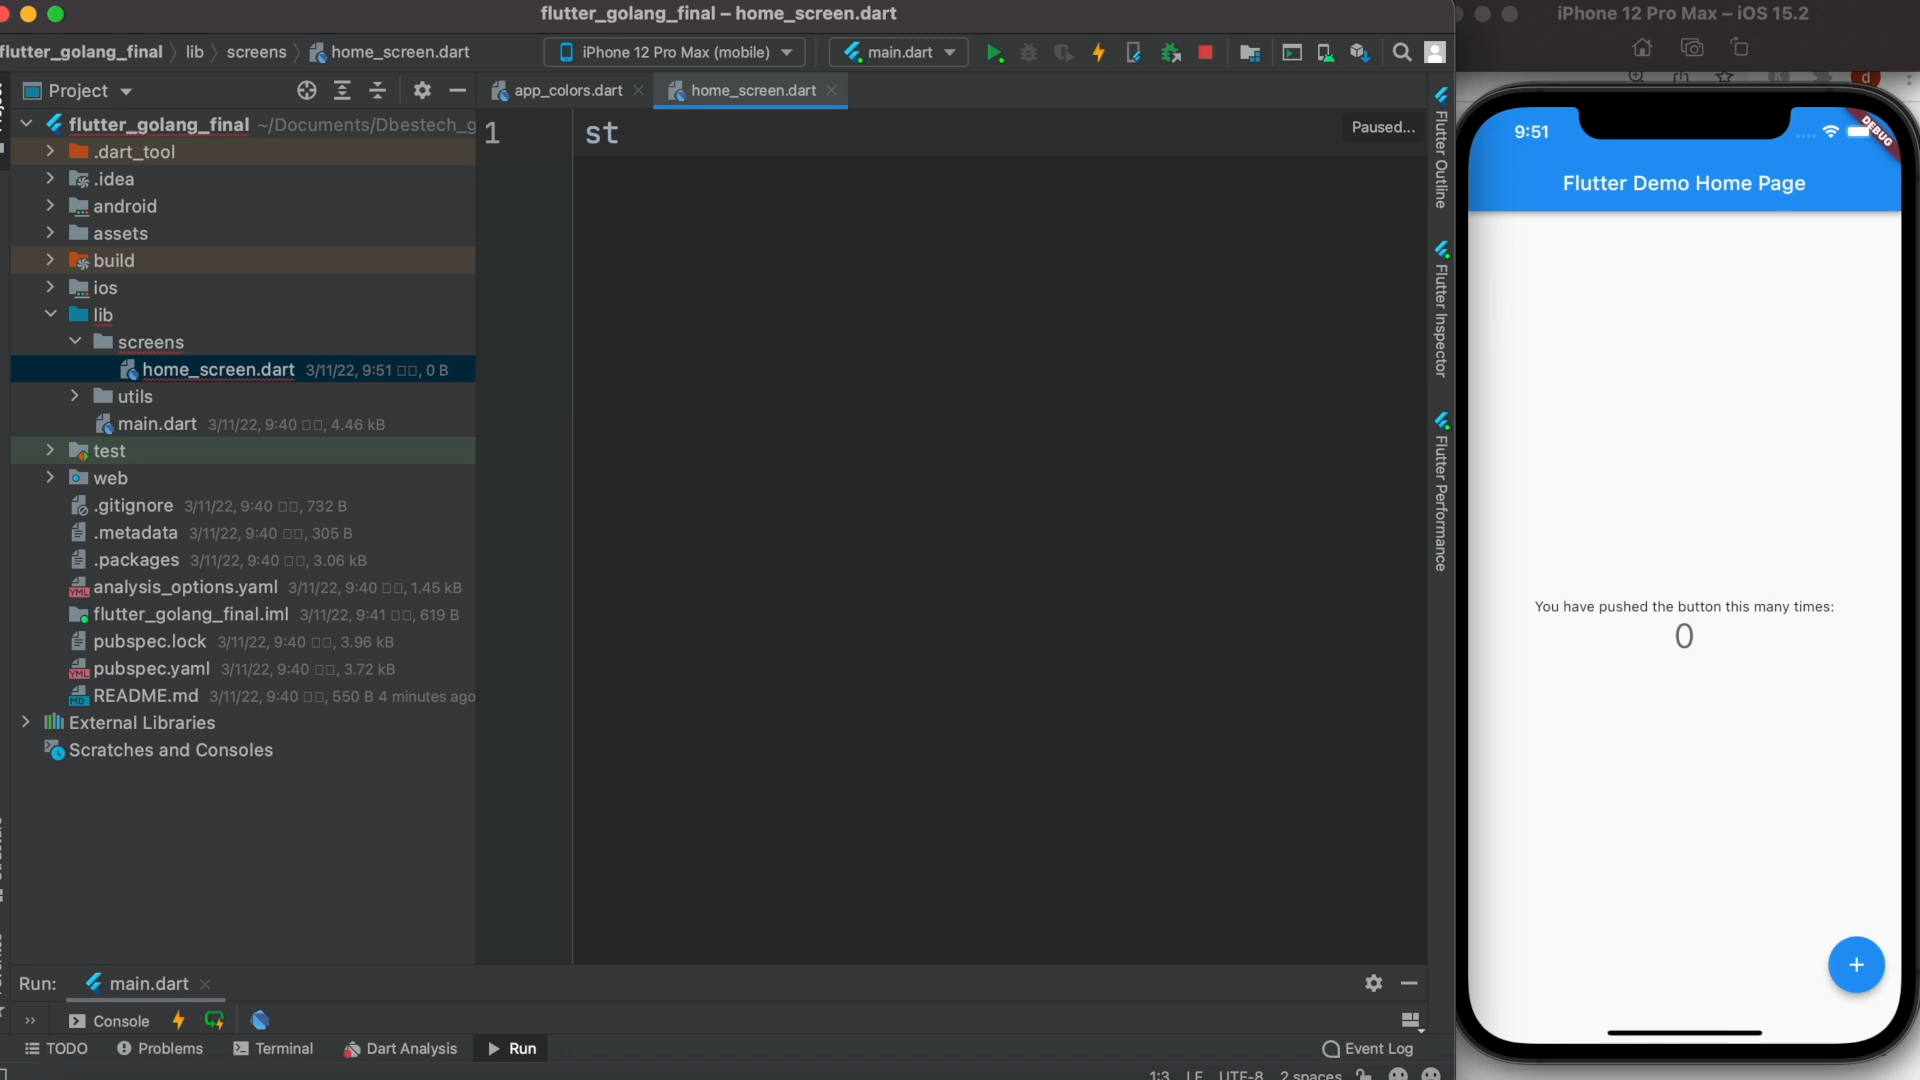 flutter_golang_final – home_screen.dart
iPhone 12 Pro Max – iOS 15.2
flutter_golang_final
lib
screens
home_screen.dart
iPhone 12 Pro Max (mobile)
main.dart
Project
app_colors.dart
home_screen.dart
flutter_golang_final ~/Documents/Dbestech_g
.dart_tool
.idea
android
assets
build
ios
lib
screens
home_screen.dart 3/11/22, 9:51 □□, 0 B
utils
main.dart 3/11/22, 9:40 □□, 4.46 kB
test
web
.gitignore 3/11/22, 9:40 □□, 732 B
.metadata 3/11/22, 9:40 □□, 305 B
.packages 3/11/22, 9:40 □□, 3.06 kB
analysis_options.yaml 3/11/22, 9:40 □□, 1.45 kB
flutter_golang_final.iml 3/11/22, 9:41 □□, 619 B
pubspec.lock 3/11/22, 9:40 □□, 3.96 kB
pubspec.yaml 3/11/22, 9:40 □□, 3.72 kB
README.md 3/11/22, 9:40 □□, 550 B 4 minutes ago
External Libraries
Scratches and Consoles
1 st
Paused...
Flutter Outline
Flutter Inspector
Flutter Performance
9:51
DEBUG
Flutter Demo Home Page
You have pushed the button this many times:
0
+
Run: main.dart
Console
TODO
Problems
Terminal
Dart Analysis
Run
Event Log
1:3 LF UTF-8 2 spaces